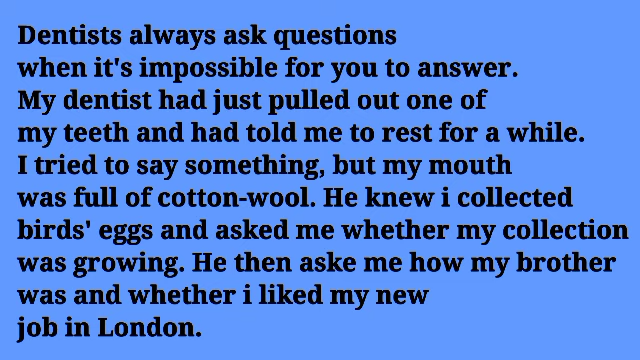 Dentists always ask questions
when it's impossible for you to answer.
My dentist had just pulled out one of
my teeth and had told me to rest for a while.
I tried to say something, but my mouth
was full of cotton-wool. He knew i collected
birds' eggs and asked me whether my collection
was growing. He then aske me how my brother
was and whether i liked my new
job in London.